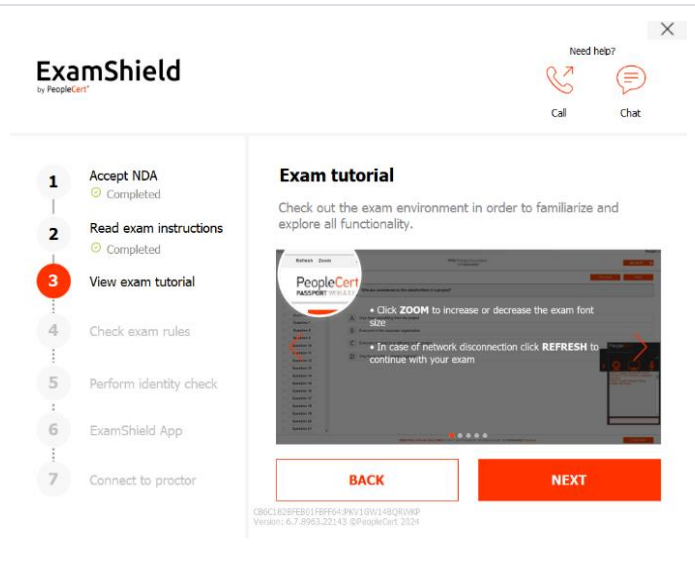 Need help?
ExamShield
by PeopleCert
Call
Chat
1
Accept NDA
Completed
2
Read exam instructions
Completed
3
View exam tutorial
4
Check exam rules
5
Perform identity check
6
ExamShield App
7
Connect to proctor
Exam tutorial
Check out the exam environment in order to familiarize and
explore all functionality.
Refresh Zoom
PeopleCert
PASSPORT
• Click ZOOM to increase or decrease the exam font
size
• In case of network disconnection click REFRESH to
continue with your exam
A
B
C
D
BACK
NEXT
Version: 6.7.8963.22143 ©PeopleCert 2024